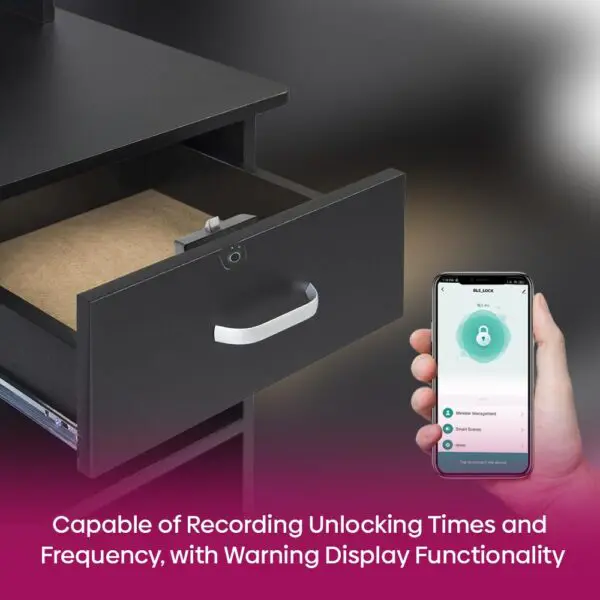 BLE_LOCK
Member Management
Smart Scenes
Capable of Recording Unlocking Times and
Frequency, with Warning Display Functionality